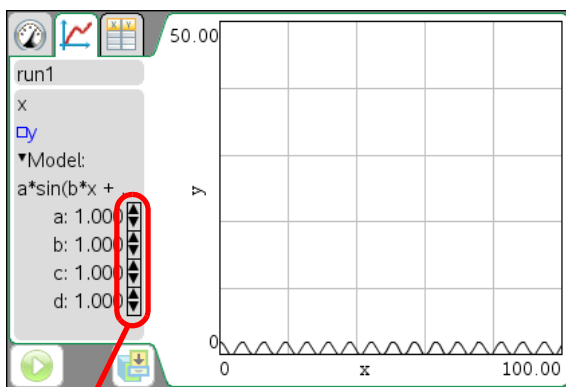 X Y
50.00
run1
x
y
▾Model:
a*sin(b*x + ...
a: 1.000
b: 1.000
c: 1.000
d: 1.000
y
0
0 x 100.00